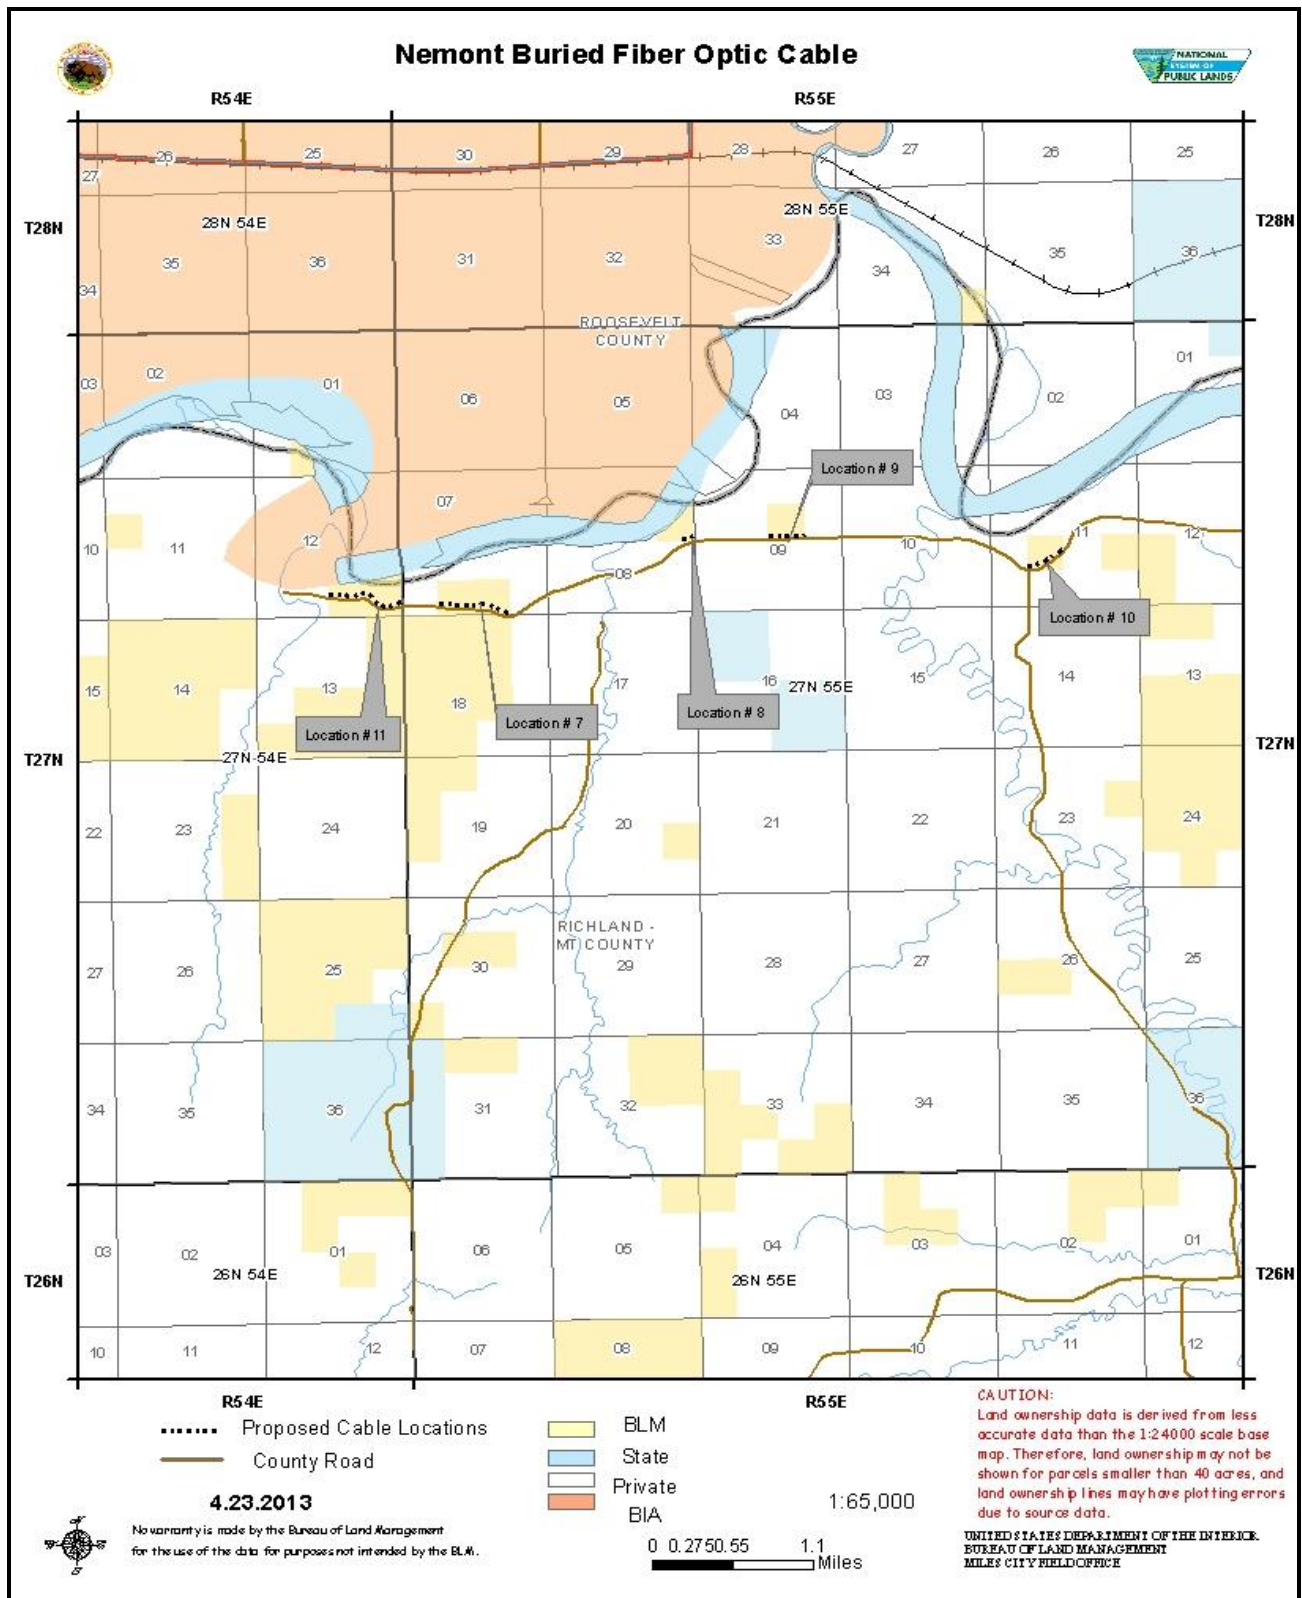 Nemont Buried Fiber Optic Cable
NATIONAL
SYSTEM OF
PUBLIC LANDS
R54E
R55E
26
25
30
29
28
27
26
25
27
T28N
28N 54E
28N 55E
T28N
35
36
31
32
33
34
35
36
34
ROOSEVELT
COUNTY
03
02
01
06
05
04
03
02
01
Location # 9
10
11
12
07
08
09
10
11
12
Location # 10
15
14
13
18
17
16
27N 55E
15
14
13
Location # 11
Location # 7
Location # 8
T27N
27N 54E
T27N
22
23
24
19
20
21
22
23
24
RICHLAND -
MT COUNTY
27
26
25
30
29
28
27
26
25
34
35
36
31
32
33
34
35
36
03
02
01
06
05
04
03
02
01
T26N
26N 54E
26N 55E
T26N
10
11
12
07
08
09
10
11
12
R54E
R55E
Proposed Cable Locations
County Road
4.23.2013
No warranty is made by the Bureau of Land Management
for the use of the data for purposes not intended by the BLM.
BLM
State
Private
BIA
1:65,000
0 0.275 0.55 1.1
Miles
CAUTION:
Land ownership data is derived from less
accurate data than the 1:24000 scale base
map. Therefore, land ownership may not be
shown for parcels smaller than 40 acres, and
land ownership lines may have plotting errors
due to source data.
UNITED STATES DEPARTMENT OF THE INTERIOR
BUREAU OF LAND MANAGEMENT
MILES CITY FIELD OFFICE